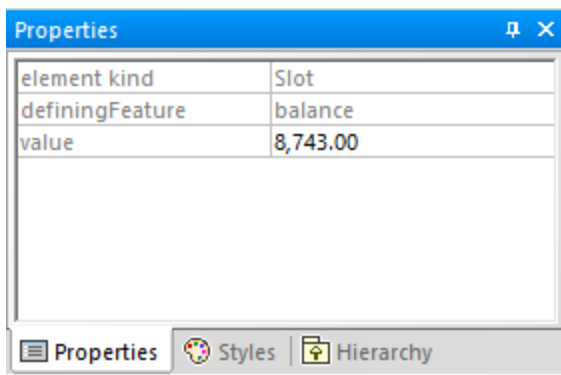 Properties
element kind Slot
definingFeature balance
value 8,743.00
Properties Styles Hierarchy